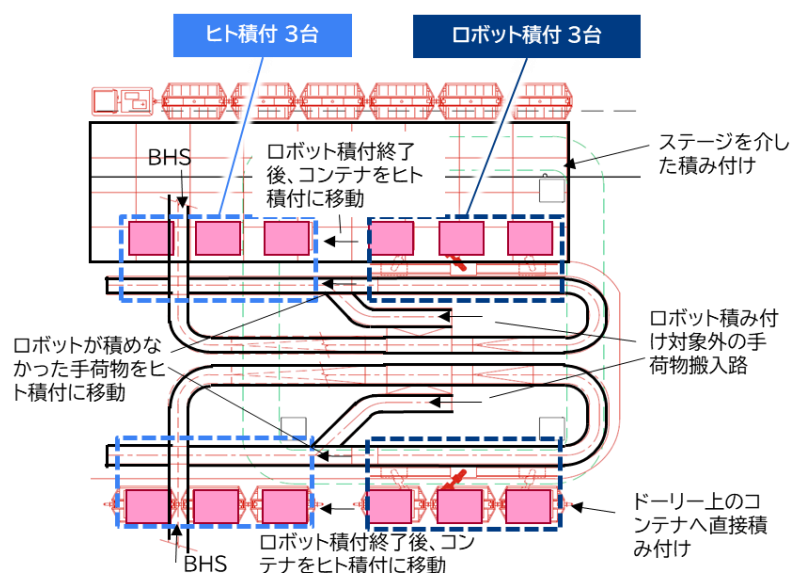 ヒト積付 3台
ロボット積付 3台
BHS
ロボット積付終了
後、コンテナをヒト
積付に移動
ステージを介し
た積み付け
ロボットが積めな
かった手荷物をヒ
ト積付に移動
ロボット積み付
け対象外の手
荷物搬入路
ドーリー上のコ
ンテナへ直接積
み付け
BHS
ロボット積付終了後、コン
テナをヒト積付に移動